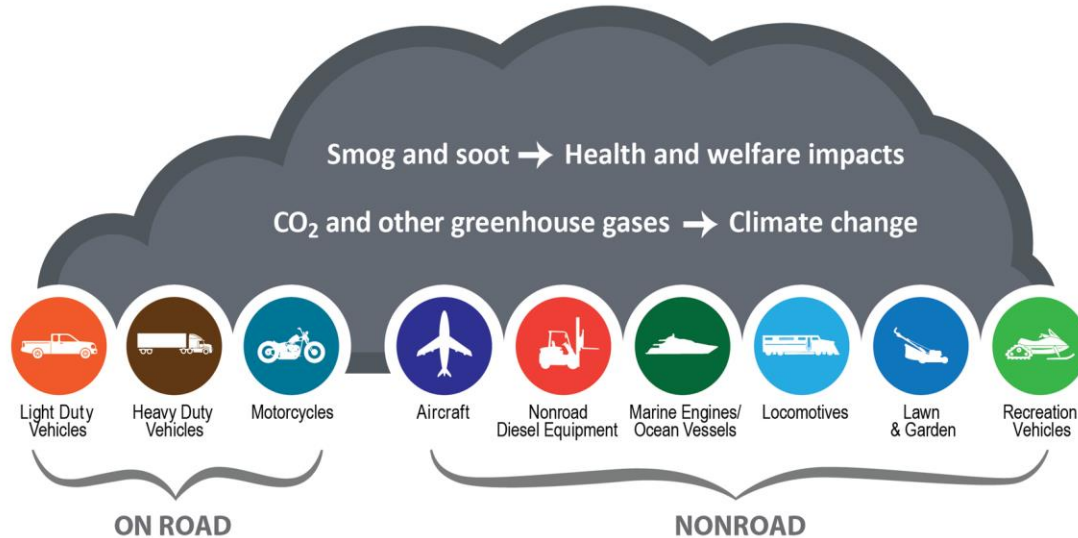 Smog and soot → Health and welfare impacts
CO₂ and other greenhouse gases → Climate change
Light Duty
Vehicles
Heavy Duty
Vehicles
Motorcycles
Aircraft
Nonroad
Diesel Equipment
Marine Engines/
Ocean Vessels
Locomotives
Lawn
& Garden
Recreation
Vehicles
ON ROAD
NONROAD